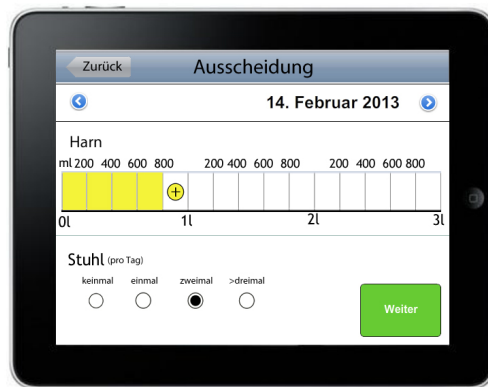 Zurück
Ausscheidung
14. Februar 2013
Harn
ml 200 400 600 800 200 400 600 800 200 400 600 800
+
0l 1l 2l 3l
Stuhl (pro Tag)
keinmal einmal zweimal >dreimal
Weiter